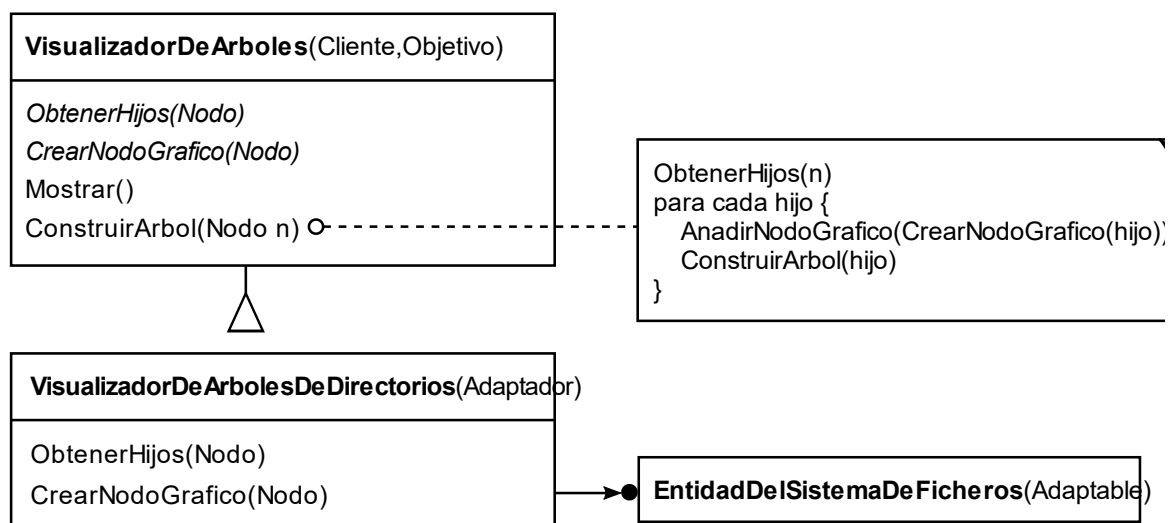 VisualizadorDeArboles(Cliente,Objetivo)
ObtenerHijos(Nodo)
CrearNodoGrafico(Nodo)
Mostrar()
ConstruirArbol(Nodo n)
ObtenerHijos(n)
para cada hijo {
AnadirNodoGrafico(CrearNodoGrafico(hijo))
ConstruirArbol(hijo)
}
VisualizadorDeArbolesDeDirectorios(Adaptador)
ObtenerHijos(Nodo)
CrearNodoGrafico(Nodo)
EntidadDelSistemaDeFicheros(Adaptable)